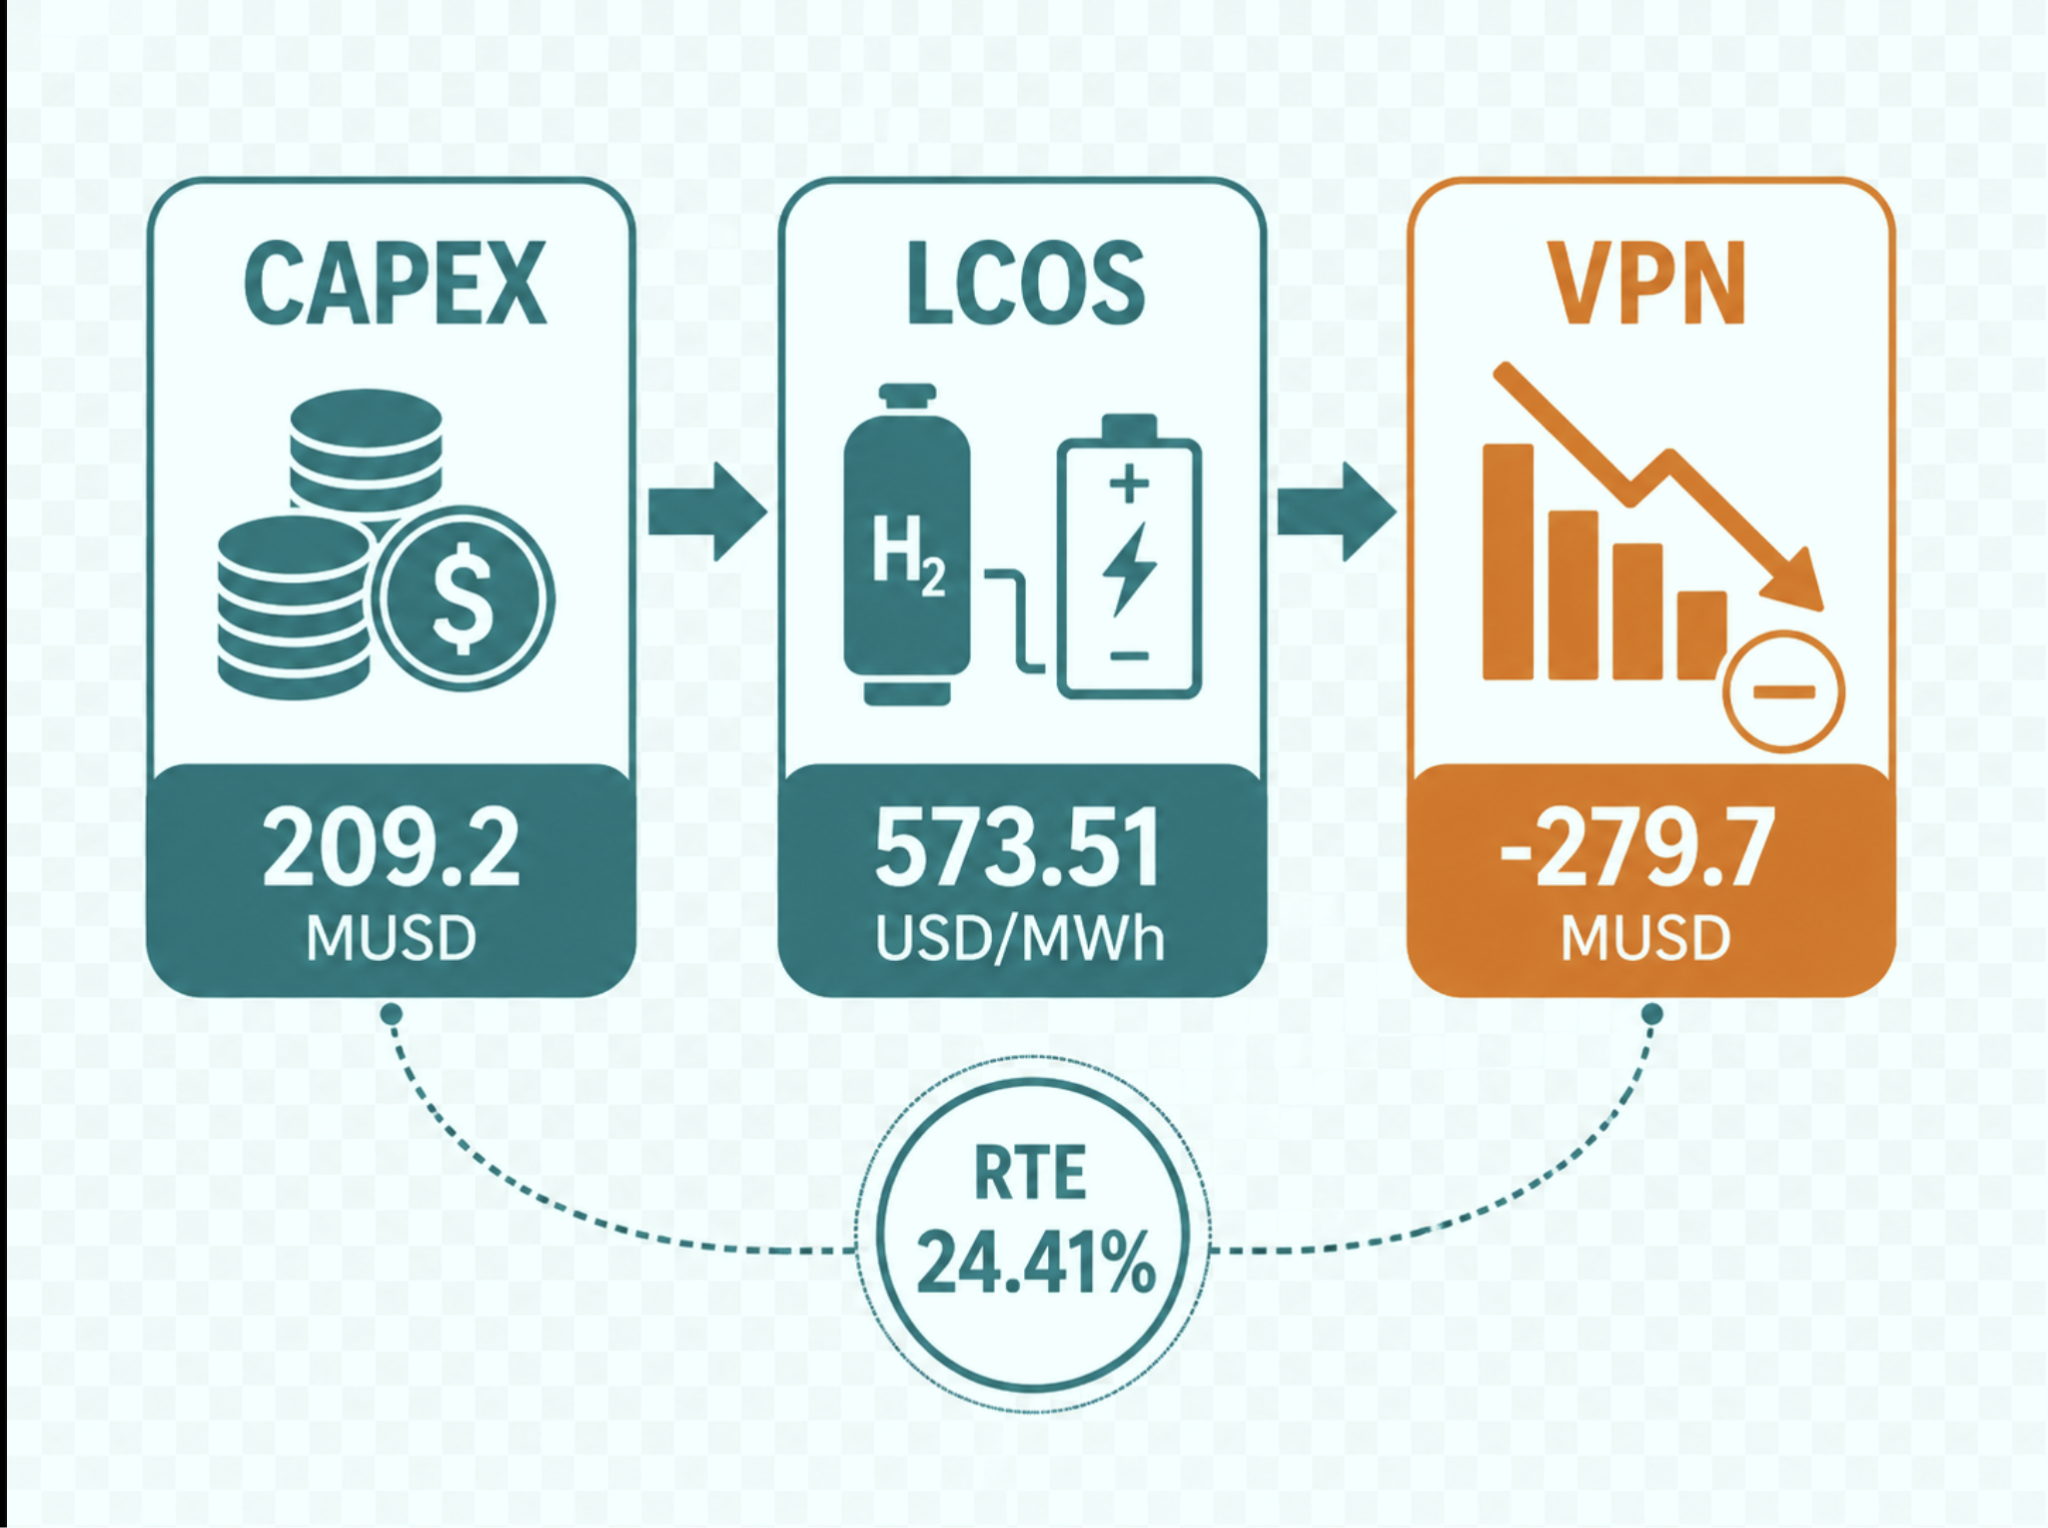 CAPEX
LCOS
VPN
$
H2
+
−
−
209.2
MUSD
573.51
USD/MWh
-279.7
MUSD
RTE
24.41%